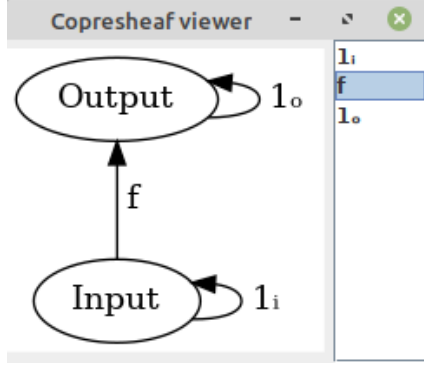 Copresheaf viewer
Output
1ₒ
f
Input
1ᵢ
1ᵢ
f
1ₒ